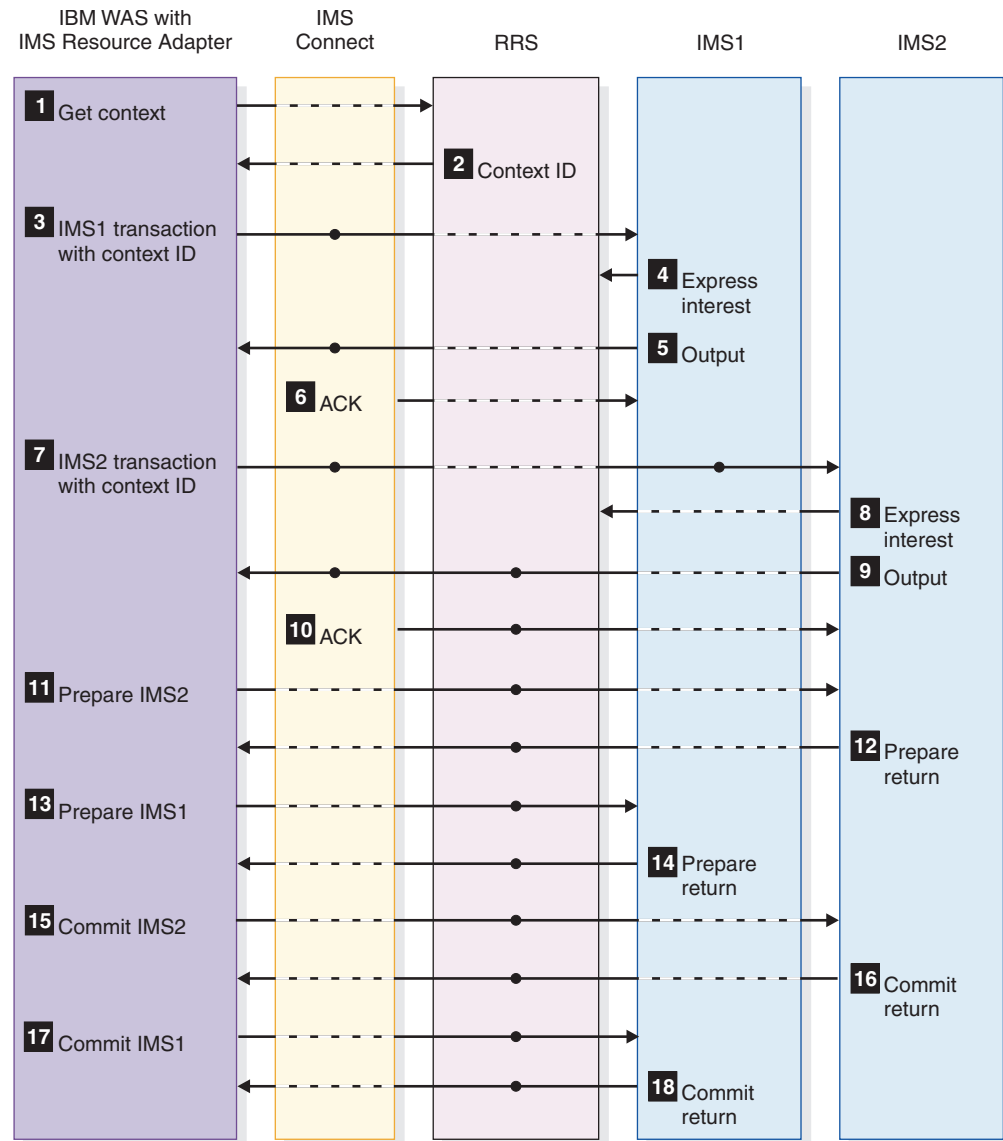 IBM WAS with
IMS Resource Adapter
IMS
Connect
RRS
IMS1
IMS2
1 Get context
2 Context ID
3 IMS1 transaction
with context ID
4 Express
interest
5 Output
6 ACK
7 IMS2 transaction
with context ID
8 Express
interest
9 Output
10 ACK
11 Prepare IMS2
12 Prepare
return
13 Prepare IMS1
14 Prepare
return
15 Commit IMS2
16 Commit
return
17 Commit IMS1
18 Commit
return